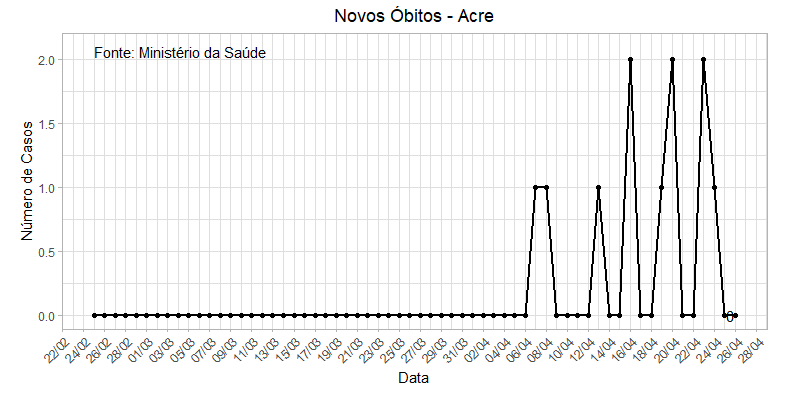 Novos Óbitos - Acre
Fonte: Ministério da Saúde
Número de Casos
2.0
1.5
1.0
0.5
0.0
0
22/02 24/02 26/02 28/02 01/03 03/03 05/03 07/03 09/03 11/03 13/03 15/03 17/03 19/03 21/03 23/03 25/03 27/03 29/03 31/03 02/04 04/04 06/04 08/04 10/04 12/04 14/04 16/04 18/04 20/04 22/04 24/04 26/04 28/04
Data